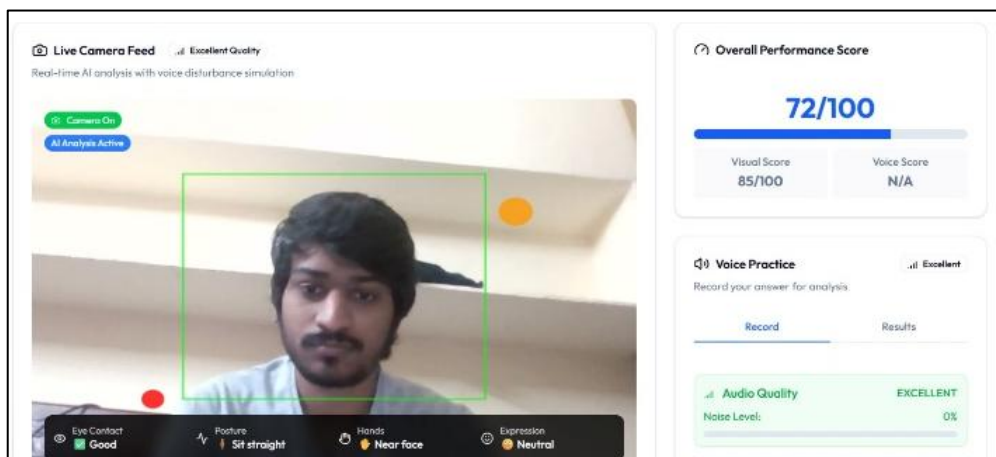 Live Camera Feed
Excellent Quality
Real-time AI analysis with voice disturbance simulation
Camera On
AI Analysis Active
Eye Contact
Good
Posture
Sit straight
Hands
Near face
Expression
Neutral
Overall Performance Score
72/100
Visual Score
85/100
Voice Score
N/A
Voice Practice
Excellent
Record your answer for analysis
Record
Results
Audio Quality
EXCELLENT
Noise Level:
0%